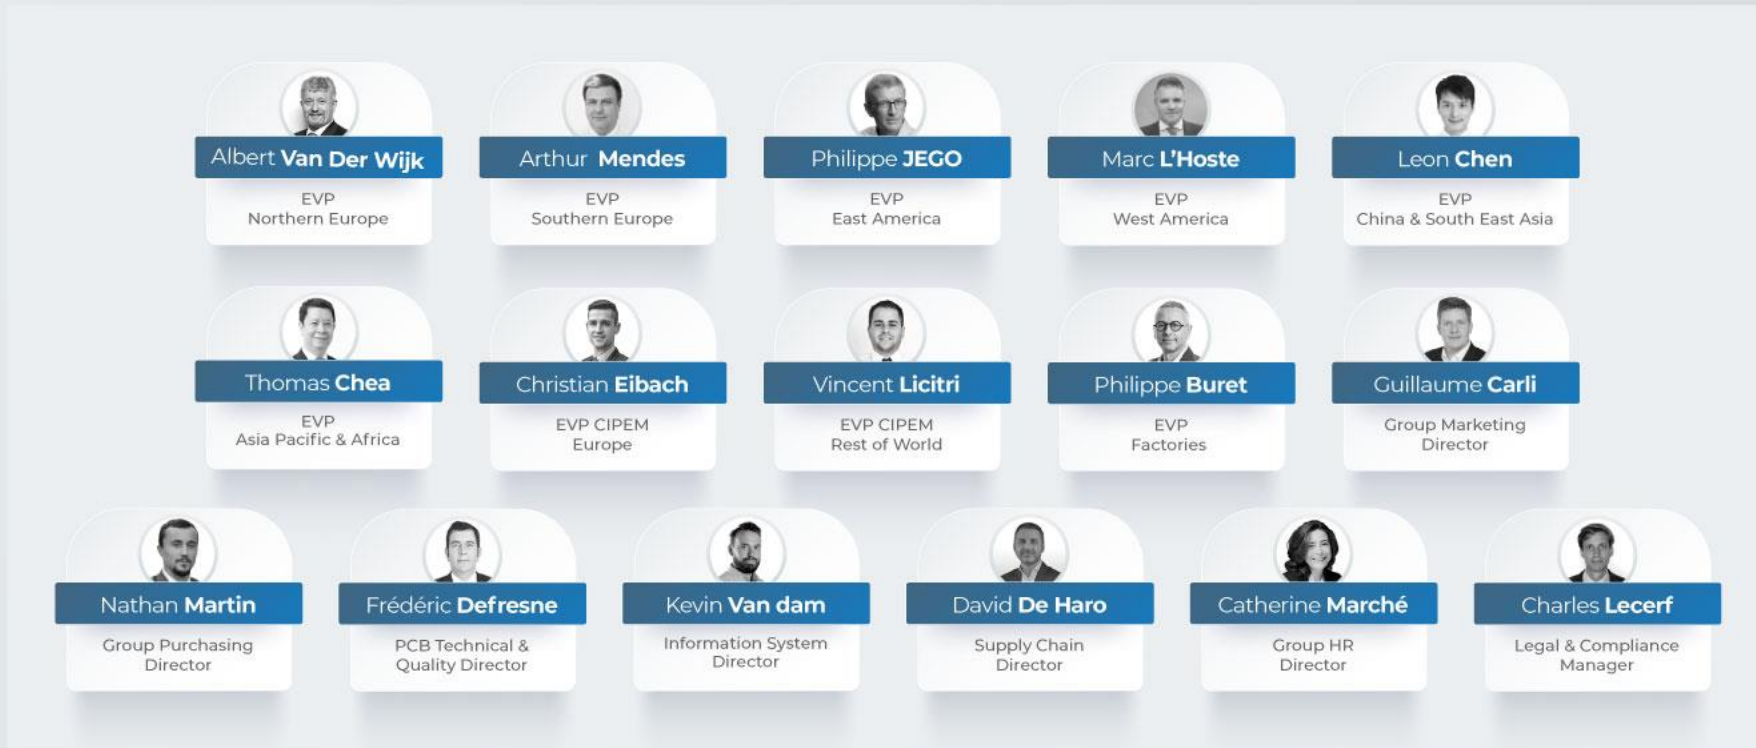 Albert Van Der Wijk
EVP
Northern Europe
Arthur Mendes
EVP
Southern Europe
Philippe JEGO
EVP
East America
Marc L'Hoste
EVP
West America
Leon Chen
EVP
China & South East Asia
Thomas Chea
EVP
Asia Pacific & Africa
Christian Eibach
EVP CIPEM
Europe
Vincent Licitri
EVP CIPEM
Rest of World
Philippe Buret
EVP
Factories
Guillaume Carli
Group Marketing
Director
Nathan Martin
Group Purchasing
Director
Frédéric Defresne
PCB Technical &
Quality Director
Kevin Van dam
Information System
Director
David De Haro
Supply Chain
Director
Catherine Marché
Group HR
Director
Charles Lecerf
Legal & Compliance
Manager